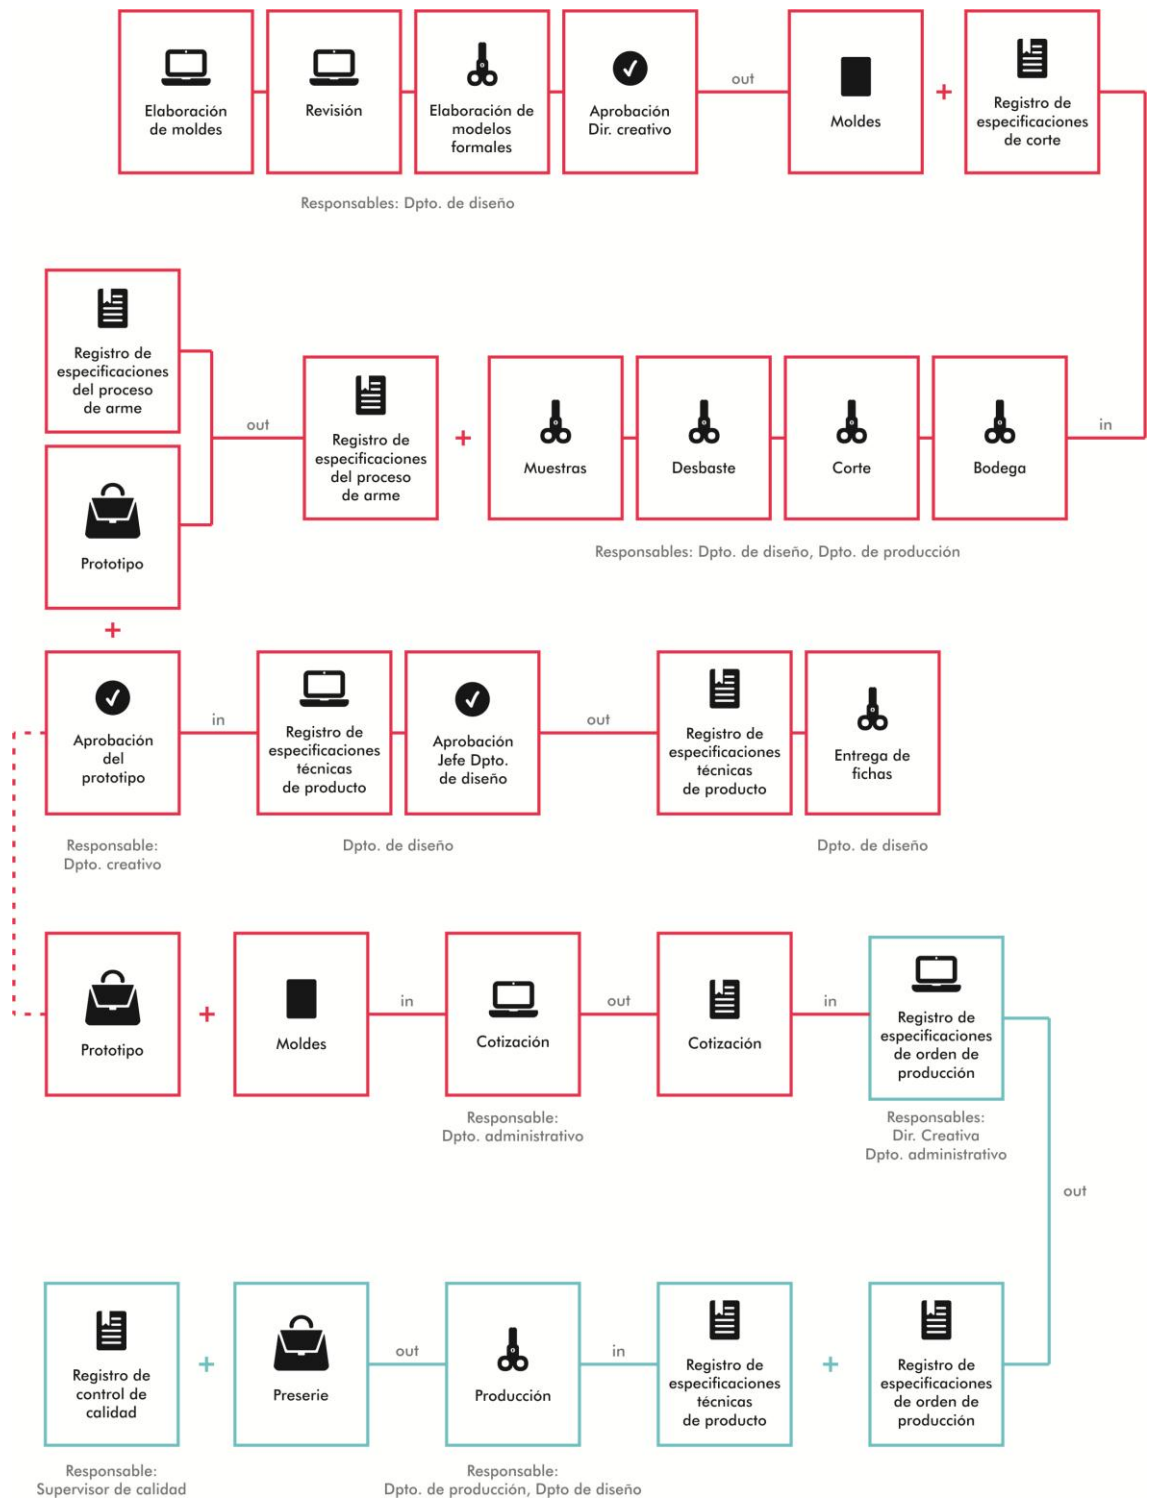 Elaboración
de moldes
Revisión
Elaboración de
modelos
formales
Aprobación
Dir. creativo
out
Moldes
+
Registro de
especificaciones
de corte
Responsables: Dpto. de diseño
Registro de
especificaciones
del proceso
de arme
Prototipo
out
Registro de
especificaciones
del proceso
de arme
+
Muestras
Desbaste
Corte
Bodega
in
Responsables: Dpto. de diseño, Dpto. de producción
+
Aprobación
del
prototipo
in
Registro de
especificaciones
técnicas
de producto
Aprobación
Jefe Dpto.
de diseño
out
Registro de
especificaciones
técnicas
de producto
Entrega de
fichas
Responsable:
Dpto. creativo
Dpto. de diseño
Dpto. de diseño
Prototipo
+
Moldes
in
Cotización
out
Cotización
in
Registro de
especificaciones
de orden de
producción
Responsable:
Dpto. administrativo
Responsables:
Dir. Creativa
Dpto. administrativo
out
Registro de
control de
calidad
+
Preserie
out
Producción
in
Registro de
especificaciones
técnicas
de producto
+
Registro de
especificaciones
de orden de
producción
Responsable:
Supervisor de calidad
Responsable:
Dpto. de producción, Dpto de diseño